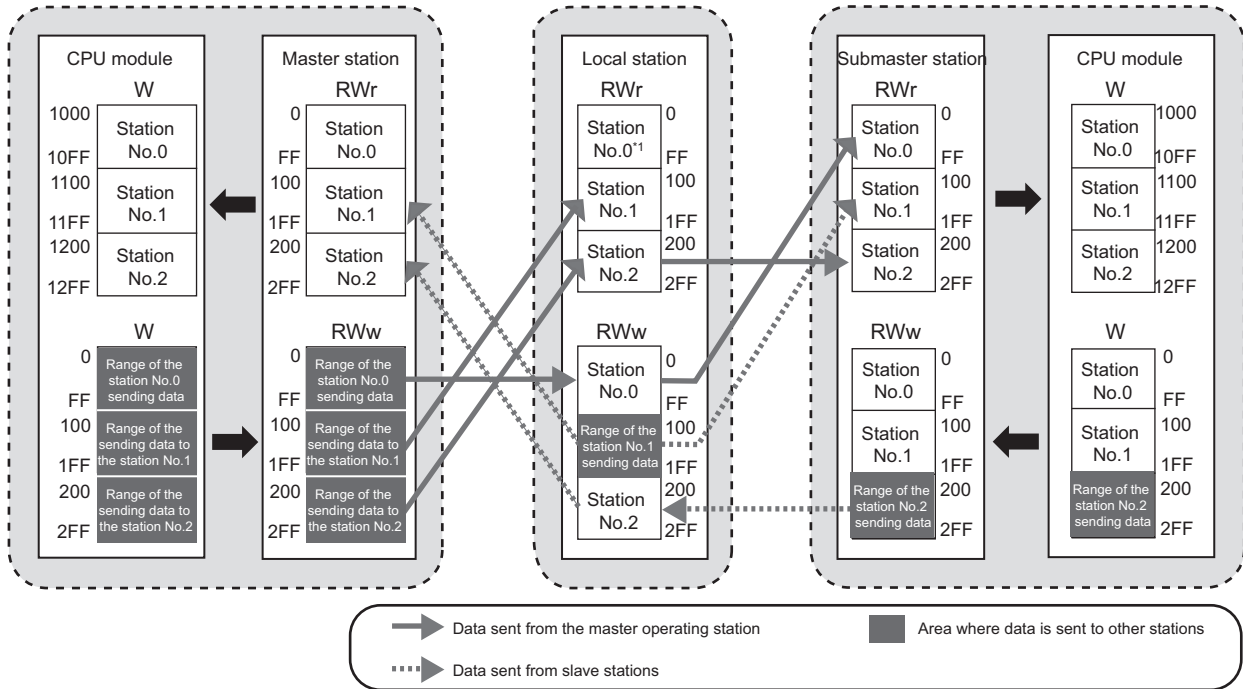 CPU module
W
1000
Station
No.0
10FF
1100
Station
No.1
11FF
1200
Station
No.2
12FF
W
0
Range of the
station No.0
sending data
FF
100
Range of the
sending data to
the station No.1
1FF
200
Range of the
sending data to
the station No.2
2FF
Master station
RWr
0
Station
No.0
FF
100
Station
No.1
1FF
200
Station
No.2
2FF
RWw
0
Range of the
station No.0
sending data
FF
100
Range of the
sending data to
the station No.1
1FF
200
Range of the
sending data to
the station No.2
2FF
Local station
RWr
0
Station
No.0*1
FF
100
Station
No.1
1FF
200
Station
No.2
2FF
RWw
0
Station
No.0
FF
100
Range of the
station No.1
sending data
1FF
200
Station
No.2
2FF
Submaster station
RWr
0
Station
No.0
FF
100
Station
No.1
1FF
200
Station
No.2
2FF
RWw
0
Station
No.0
FF
100
Station
No.1
1FF
200
Range of the
station No.2
sending data
2FF
CPU module
W
1000
Station
No.0
10FF
1100
Station
No.1
11FF
1200
Station
No.2
12FF
W
0
Station
No.0
FF
100
Station
No.1
1FF
200
Range of the
station No.2
sending data
2FF
Data sent from the master operating station
Area where data is sent to other stations
Data sent from slave stations